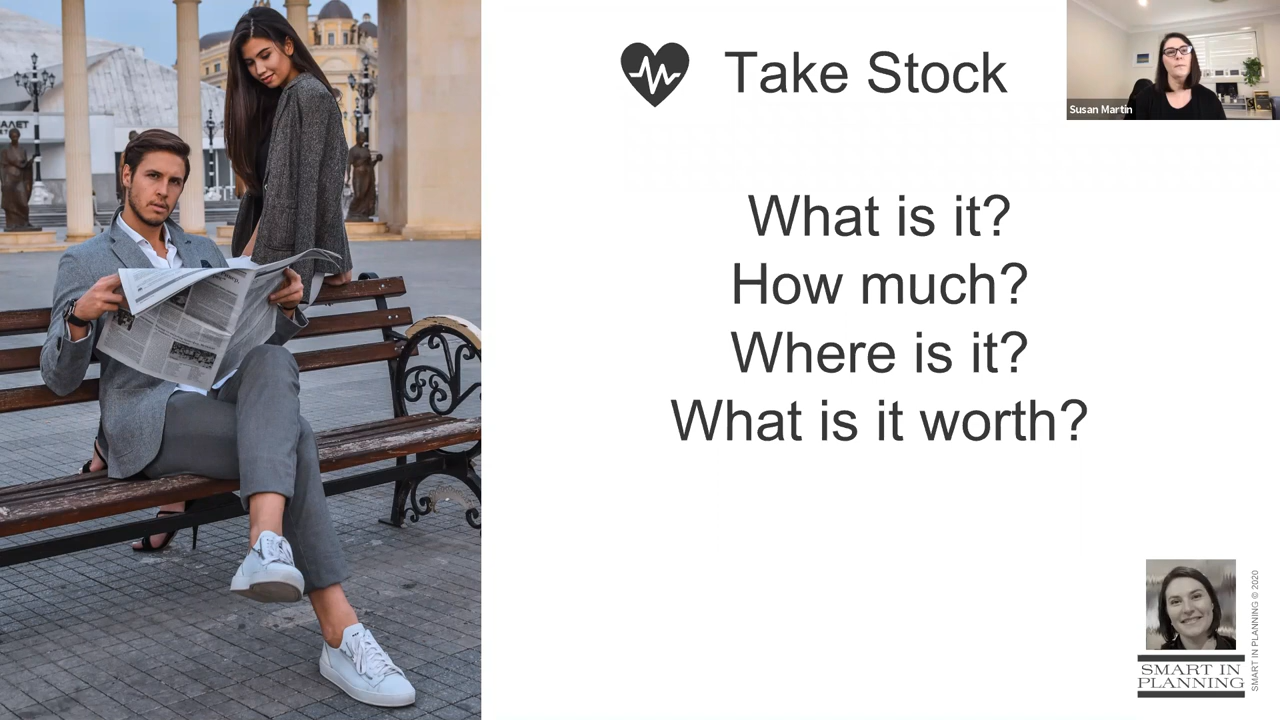 Take Stock
Susan Martin
What is it?
How much?
Where is it?
What is it worth?
SMART IN
PLANNING
SMART IN PLANNING © 2020